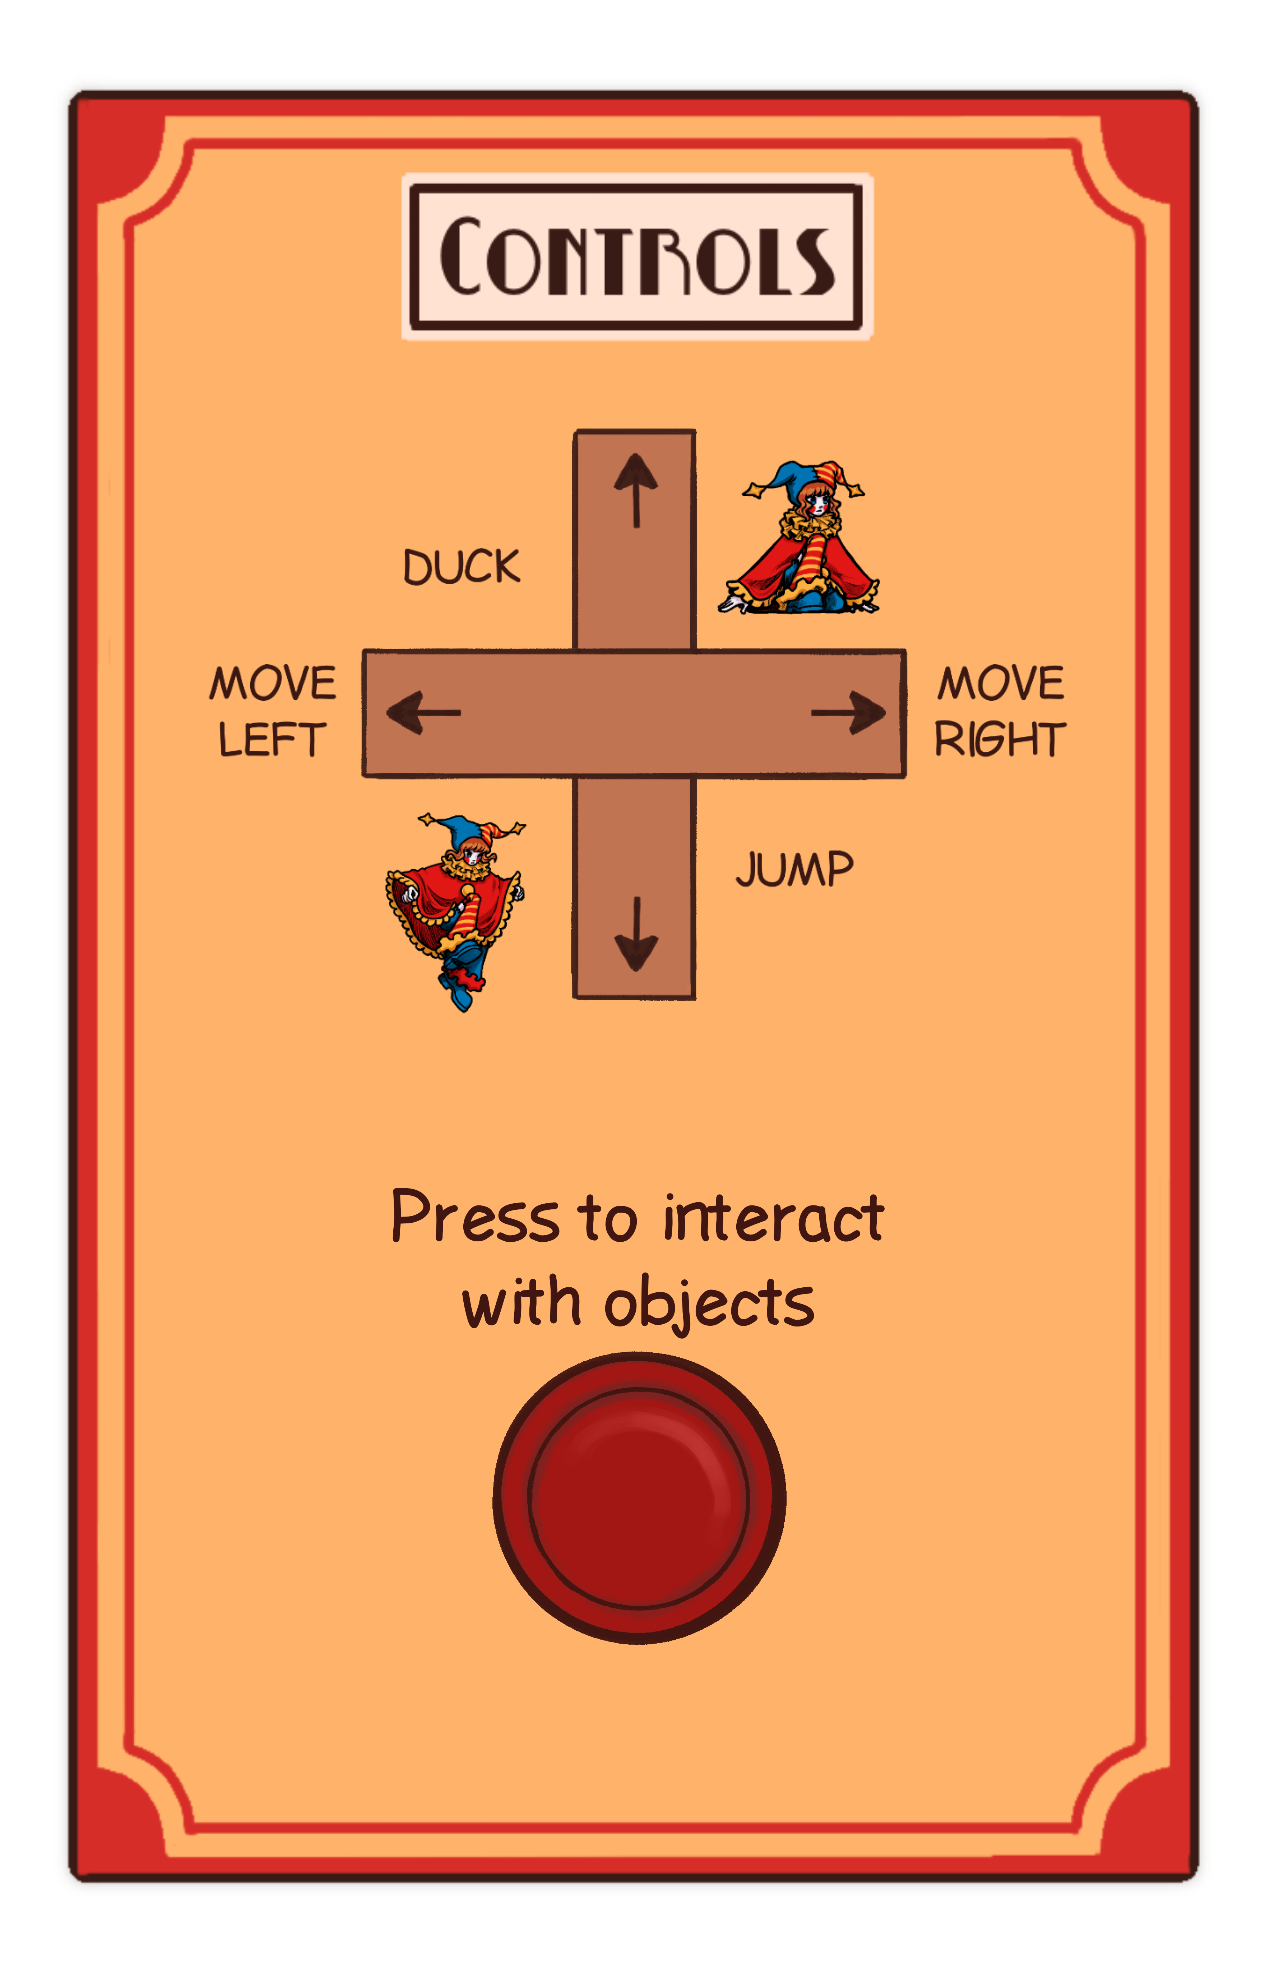 CONTROLS
DUCK
MOVE
LEFT
MOVE
RIGHT
JUMP
Press to interact
with objects